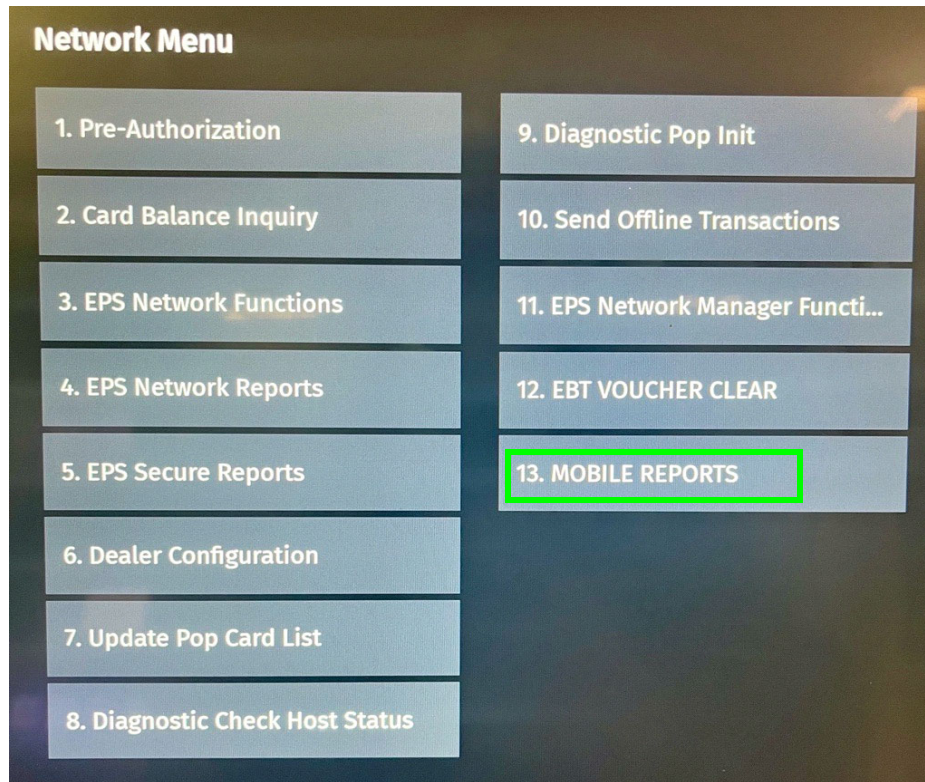 Network Menu
1. Pre-Authorization
2. Card Balance Inquiry
3. EPS Network Functions
4. EPS Network Reports
5. EPS Secure Reports
6. Dealer Configuration
7. Update Pop Card List
8. Diagnostic Check Host Status
9. Diagnostic Pop Init
10. Send Offline Transactions
11. EPS Network Manager Functi...
12. EBT VOUCHER CLEAR
13. MOBILE REPORTS